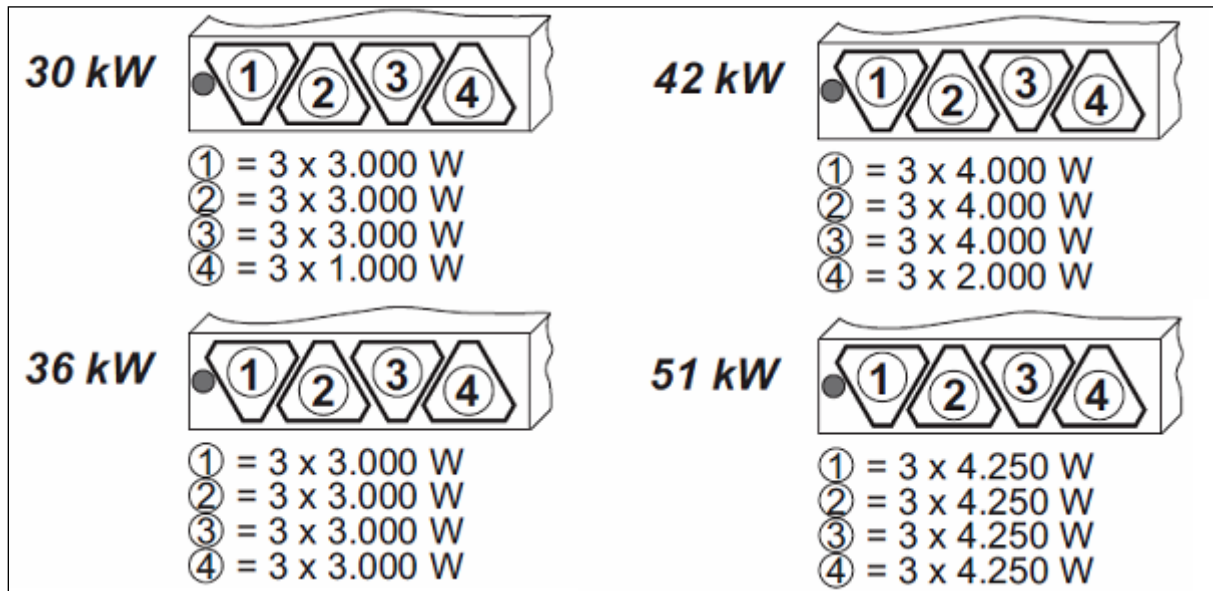 30 kW
1 2 3 4
① = 3 x 3.000 W
② = 3 x 3.000 W
③ = 3 x 3.000 W
④ = 3 x 1.000 W
42 kW
1 2 3 4
① = 3 x 4.000 W
② = 3 x 4.000 W
③ = 3 x 4.000 W
④ = 3 x 2.000 W
36 kW
1 2 3 4
① = 3 x 3.000 W
② = 3 x 3.000 W
③ = 3 x 3.000 W
④ = 3 x 3.000 W
51 kW
1 2 3 4
① = 3 x 4.250 W
② = 3 x 4.250 W
③ = 3 x 4.250 W
④ = 3 x 4.250 W